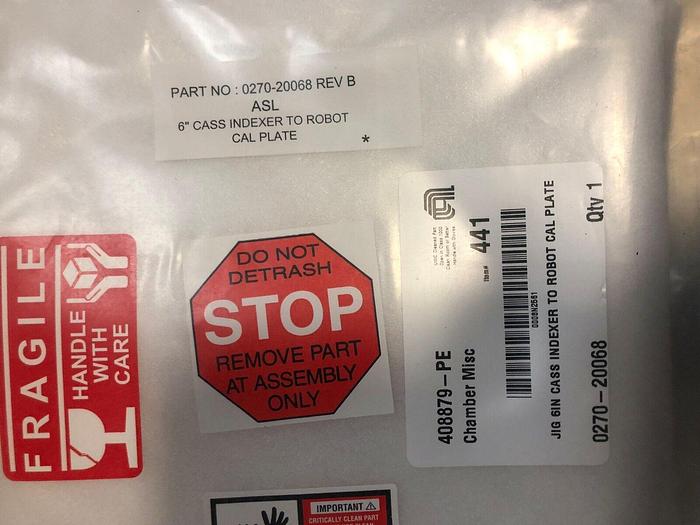 PART NO : 0270-20068 REV B
ASL
6" CASS INDEXER TO ROBOT
CAL PLATE
*
FRAGILE
HANDLE
WITH
CARE
DO NOT
DETRASH
STOP
REMOVE PART
AT ASSEMBLY
ONLY
Item# 441
0008N2561
408879-PE
Chamber Misc
JIG 6IN CASS INDEXER TO ROBOT CAL PLATE
0270-20068 Qty 1
IMPORTANT
CRITICALLY CLEAN PART